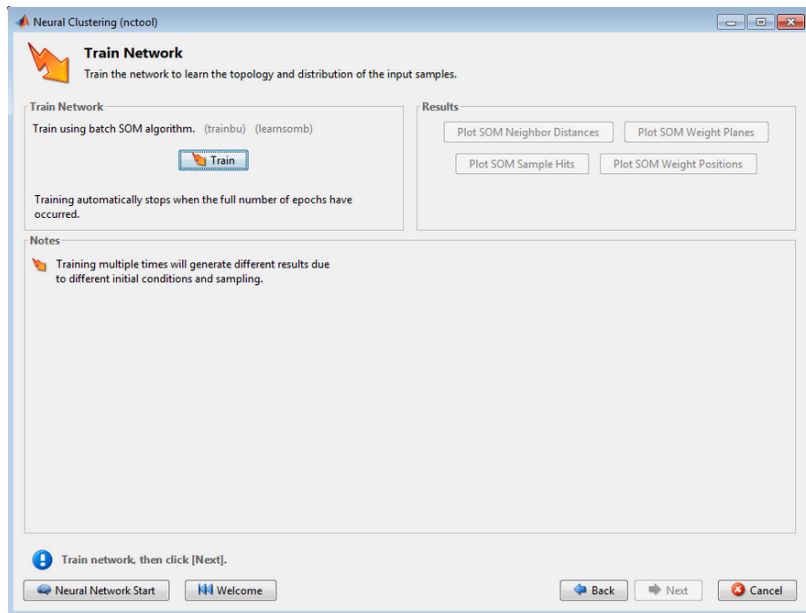 Neural Clustering (nctool)
Train Network
Train the network to learn the topology and distribution of the input samples.
Train Network
Train using batch SOM algorithm. (trainbu) (learnsomb)
Train
Training automatically stops when the full number of epochs have
occurred.
Results
Plot SOM Neighbor Distances
Plot SOM Weight Planes
Plot SOM Sample Hits
Plot SOM Weight Positions
Notes
Training multiple times will generate different results due
to different initial conditions and sampling.
Train network, then click [Next].
Neural Network Start
Welcome
Back
Next
Cancel